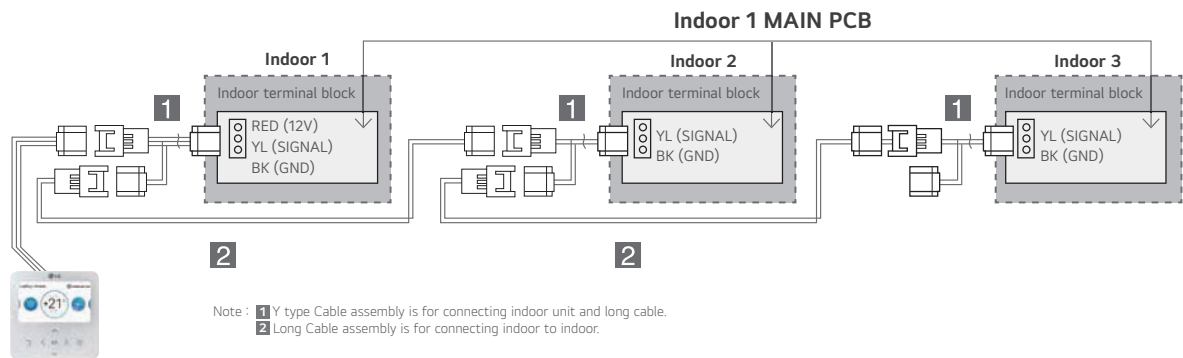 Indoor 1 MAIN PCB
Indoor 1
Indoor 2
Indoor 3
1
Indoor terminal block
RED (12V)
YL (SIGNAL)
BK (GND)
1
Indoor terminal block
YL (SIGNAL)
BK (GND)
1
Indoor terminal block
YL (SIGNAL)
BK (GND)
2
2
LG
+21°
Note : 1 Y type Cable assembly is for connecting indoor unit and long cable.
2 Long Cable assembly is for connecting indoor to indoor.